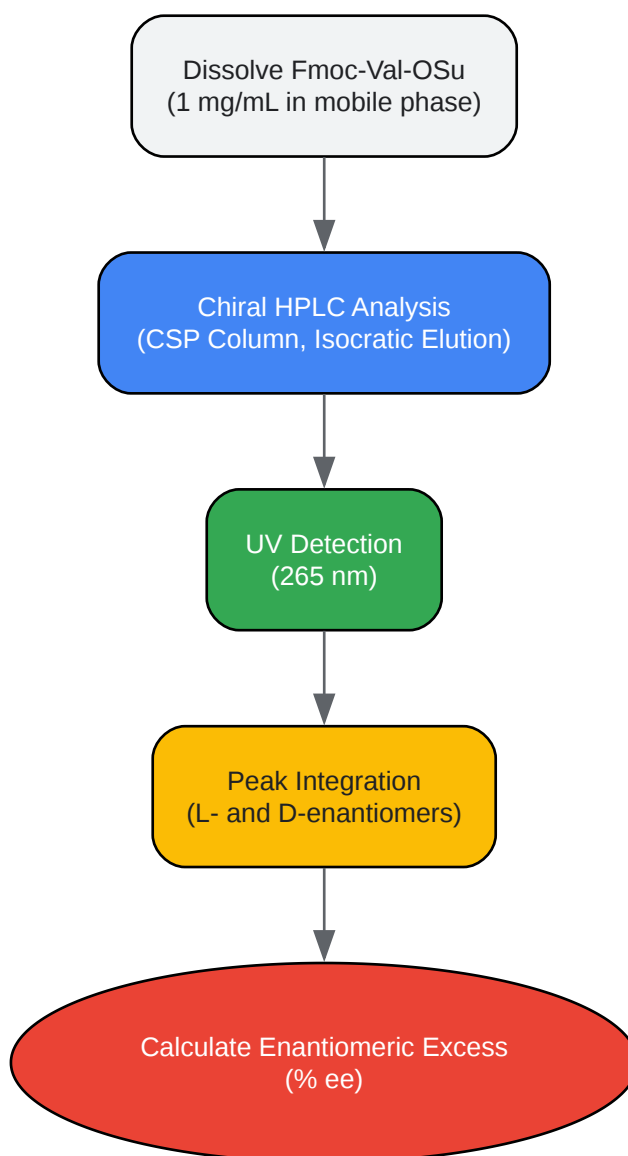 Dissolve Fmoc-Val-OSu
(1 mg/mL in mobile phase)
Chiral HPLC Analysis
(CSP Column, Isocratic Elution)
UV Detection
(265 nm)
Peak Integration
(L- and D-enantiomers)
Calculate Enantiomeric Excess
(% ee)